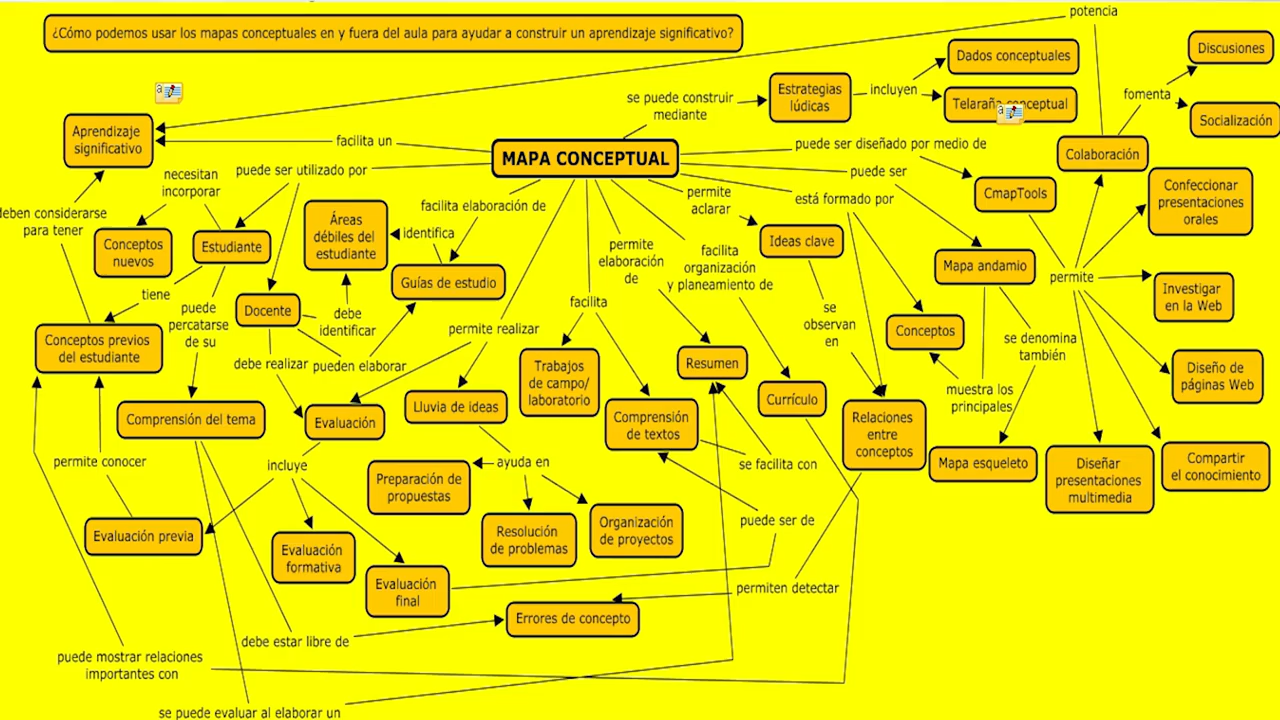 potencia
¿Cómo podemos usar los mapas conceptuales en y fuera del aula para ayudar a construir un aprendizaje significativo?
Dados conceptuales
Discusiones
Estrategias
lúdicas
incluyen
Telaraña conceptual
fomenta
Socialización
se puede construir
mediante
Aprendizaje
significativo
facilita un
MAPA CONCEPTUAL
puede ser diseñado por medio de
Colaboración
necesitan
incorporar
puede ser utilizado por
permite
aclarar
puede ser
está formado por
CmapTools
Confeccionar
presentaciones
orales
deben considerarse
para tener
Conceptos
nuevos
Estudiante
Áreas
débiles del
estudiante
identifica
facilita elaboración de
Guías de estudio
permite
elaboración
de
facilita
organización
y planeamiento de
Ideas clave
Mapa andamio
permite
Investigar
en la Web
tiene
puede
percatarse
de su
Docente
debe
identificar
facilita
se
observan
en
Conceptos
se denomina
también
Conceptos previos
del estudiante
debe realizar
pueden elaborar
permite realizar
Trabajos
de campo/
laboratorio
Resumen
Currículo
muestra los
principales
Diseño de
páginas Web
Comprensión del tema
Evaluación
Lluvia de ideas
Comprensión
de textos
Relaciones
entre
conceptos
permite conocer
incluye
Preparación de
propuestas
ayuda en
se facilita con
Mapa esqueleto
Diseñar
presentaciones
multimedia
Compartir
el conocimiento
Evaluación previa
Evaluación
formativa
Evaluación
final
Resolución
de problemas
Organización
de proyectos
puede ser de
permiten detectar
Errores de concepto
debe estar libre de
puede mostrar relaciones
importantes con
se puede evaluar al elaborar un